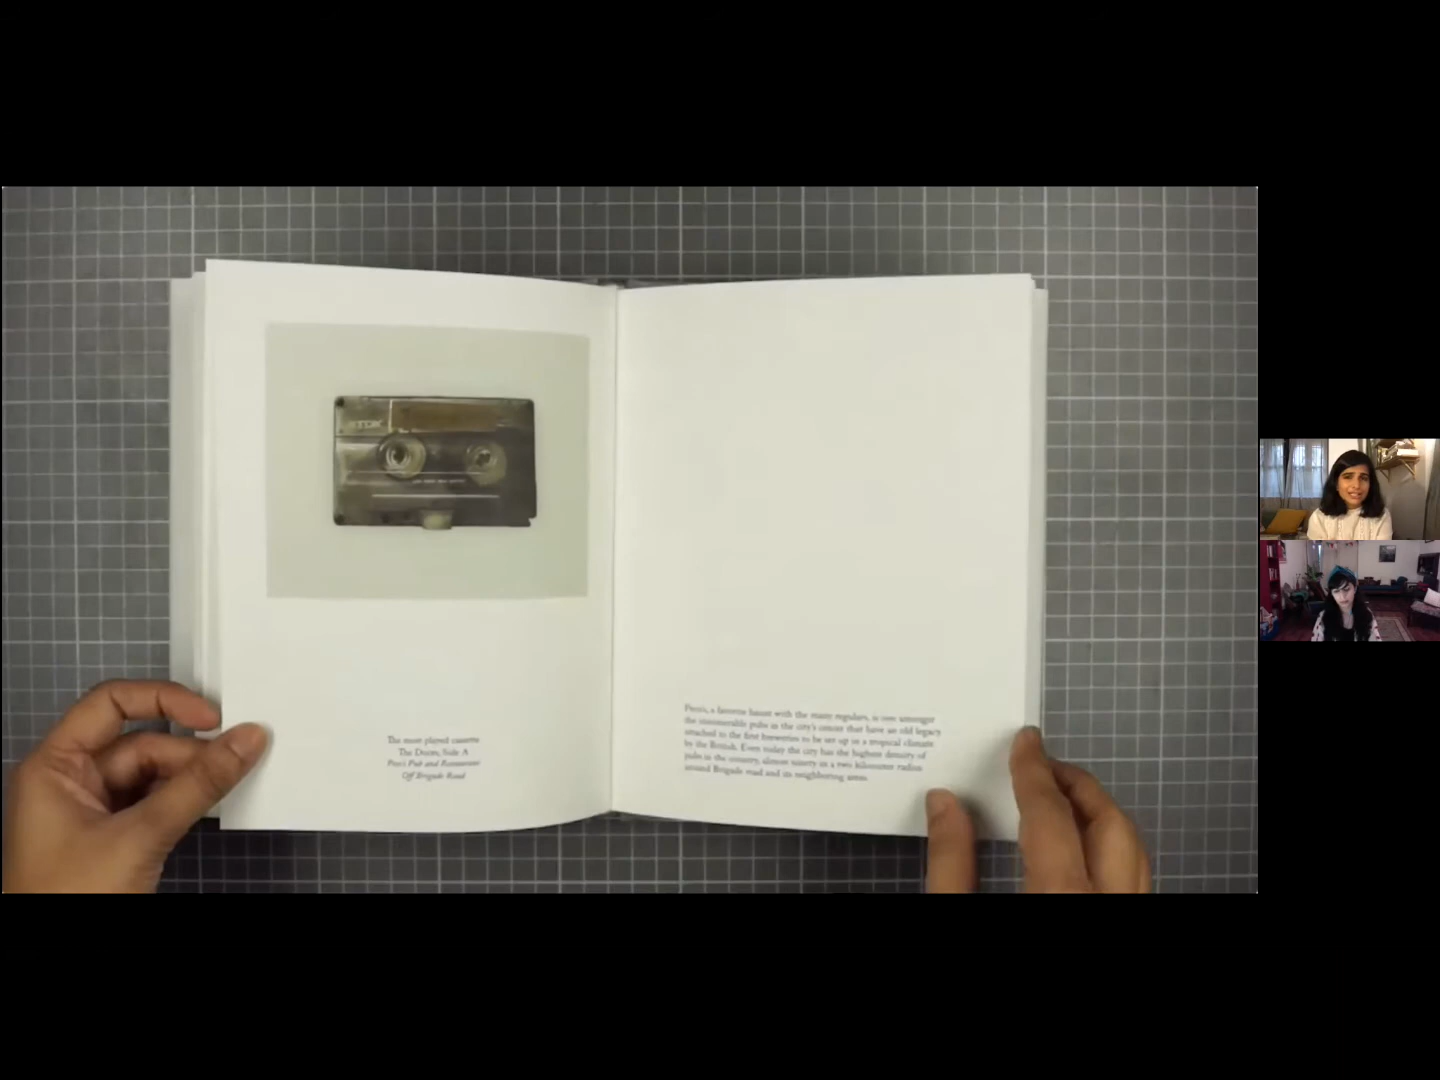 TDK
The most played cassette
The Doors, Side A
Pecos Pub and Restaurant
Off Brigade Road
Pecos, a favorite haunt with the many regulars, is one amongst
the innumerable pubs in the city's center that have an old legacy
attached to the first breweries to be set up in a tropical climate
by the British. Even today the city has the highest density of
pubs in the country, almost ninety in a two kilometer radius
around Brigade road and its neighboring areas.